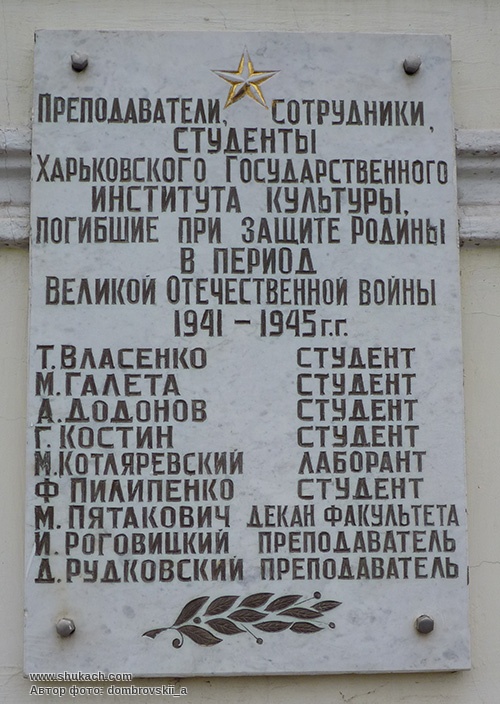 Преподаватели, сотрудники,
студенты
Харьковского Государственного
института культуры,
погибшие при защите Родины
в период
Великой Отечественной войны
1941 – 1945 г.г.
Т. Власенко студент
М. Галета студент
А. Додонов студент
Г. Костин студент
М. Котляревский лаборант
Ф Пилипенко студент
М. Пятакович декан факультета
И. Роговицкий преподаватель
Д. Рудковский преподаватель
www.shukach.com
Автор фото: dombrovskii_a